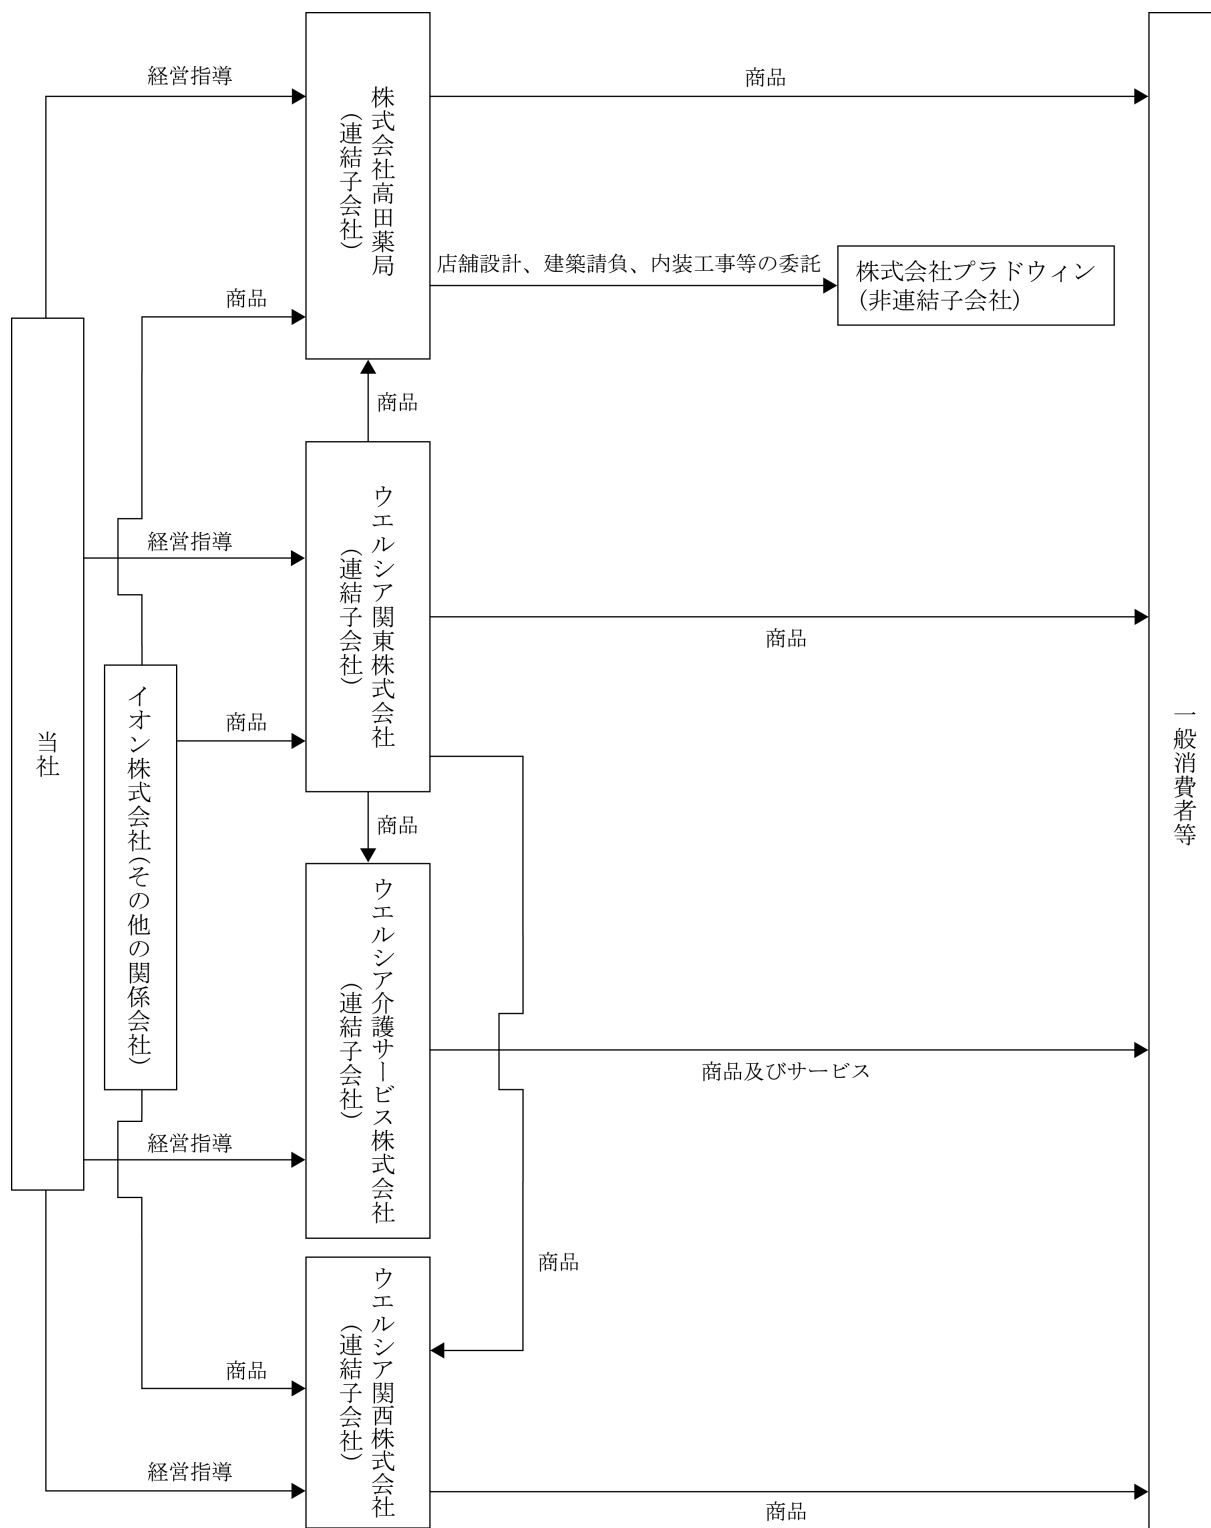 経営指導
商品
株式会社高田薬局
(連結子会社)
店舗設計、建築請負、内装工事等の委託
株式会社プラドウィン
(非連結子会社)
商品
商品
ウエルシア関東株式会社
(連結子会社)
経営指導
商品
当社
イオン株式会社(その他の関係会社)
商品
一般消費者等
商品
ウエルシア介護サービス株式会社
(連結子会社)
商品及びサービス
経営指導
商品
ウエルシア関西株式会社
(連結子会社)
商品
経営指導
商品